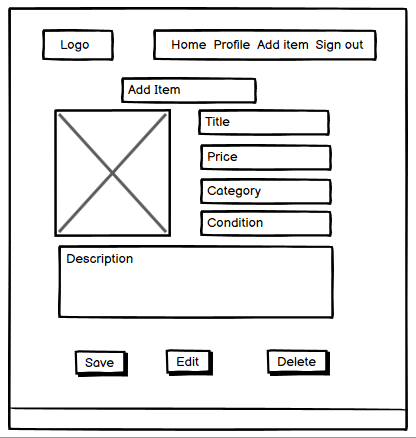 Logo
Home Profile Add item Sign out
Add Item
Title
Price
Category
Condition
Description
Save Edit Delete